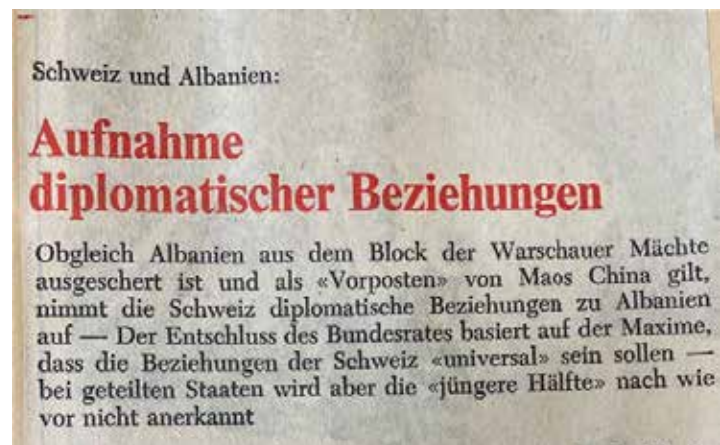 Schweiz und Albanien:
Aufnahme
diplomatischer Beziehungen
Obgleich Albanien aus dem Block der Warschauer Mächte
ausgeschert ist und als «Vorposten» von Maos China gilt,
nimmt die Schweiz diplomatische Beziehungen zu Albanien
auf — Der Entschluss des Bundesrates basiert auf der Maxime,
dass die Beziehungen der Schweiz «universal» sein sollen —
bei geteilten Staaten wird aber die «jüngere Hälfte» nach wie
vor nicht anerkannt